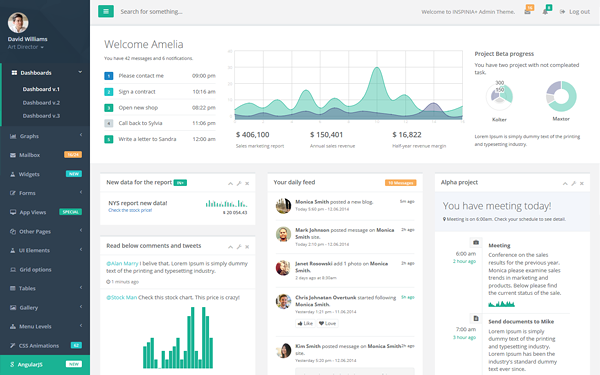 David Williams
Art Director
Dashboards
Dashboard v.1
Dashboard v.2
Dashboard v.3
Graphs
Mailbox
16/24
Widgets
NEW
Forms
App Views
SPECIAL
Other Pages
UI Elements
Grid options
Tables
Gallery
Menu Levels
CSS Animations
62
AngularJS
NEW
Search for something...
Welcome to INSPINIA+ Admin Theme.
16
8
Log out
Welcome Amelia
You have 42 messages and 6 notifications.
1 Please contact me 09:00 pm
2 Sign a contract 10:16 am
3 Open new shop 08:22 pm
4 Call back to Sylvia 11:06 pm
5 Write a letter to Sandra 12:00 am
$ 406,100
Sales marketing report
$ 150,401
Annual sales revenue
$ 16,822
Half-year revenue margin
Project Beta progress
You have two project with not compleated
task.
300
150
Kolter
Maxtor
Lorem Ipsum is simply dummy text of the printing
and typesetting industry.
New data for the report
NYS report new data!
Check the stock price!
$ 20 054.43
Read below comments and tweets
@Alan Marry I belive that. Lorem Ipsum is simply
dummy text of the printing and typesetting industry.
1 minuts ago
@Stock Man Check this stock chart. This price is crazy!
Your daily feed
10 Messages
Monica Smith posted a new blog.
5m ago
Today 5:60 pm - 12.06.2014
Mark Johnson posted message on Monica Smith
site.
2h ago
Today 2:10 pm - 12.06.2014
Janet Rosowski add 1 photo on Monica
Smith.
2h ago
2 days ago at 8:30am
Chris Johnatan Overtunk started following
Monica Smith.
2h ago
Yesterday 1:21 pm - 11.06.2014
Like
Love
Kim Smith posted message on Monica Smith
site.
2h ago
Yesterday 5:20 pm - 12.06.2014
Alpha project
You have meeting today!
Meeting is on 6:00am. Check your schedule to see detail.
6:00 am
2 hour ago
Meeting
Conference on the sales
results for the previous year.
Monica please examine sales
trends in marketing and
products. Below please find
the current status of the sale.
7:00 am
3 hour ago
Send documents to Mike
Lorem Ipsum is simply
dummy text of the printing
and typesetting industry.
Lorem Ipsum has been the
industry's standard dummy
text ever since.